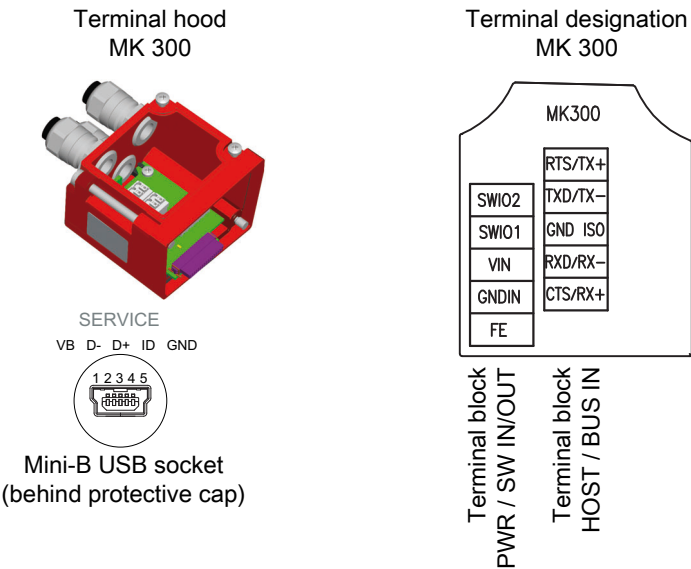 Terminal hood
MK 300
SERVICE
VB D- D+ ID GND
1 2 3 4 5
Mini-B USB socket
(behind protective cap)
Terminal designation
MK 300
MK300
RTS/TX+
TXD/TX-
GND ISO
RXD/RX-
CTS/RX+
SWIO2
SWIO1
VIN
GNDIN
FE
Terminal block
PWR / SW IN/OUT
Terminal block
HOST / BUS IN